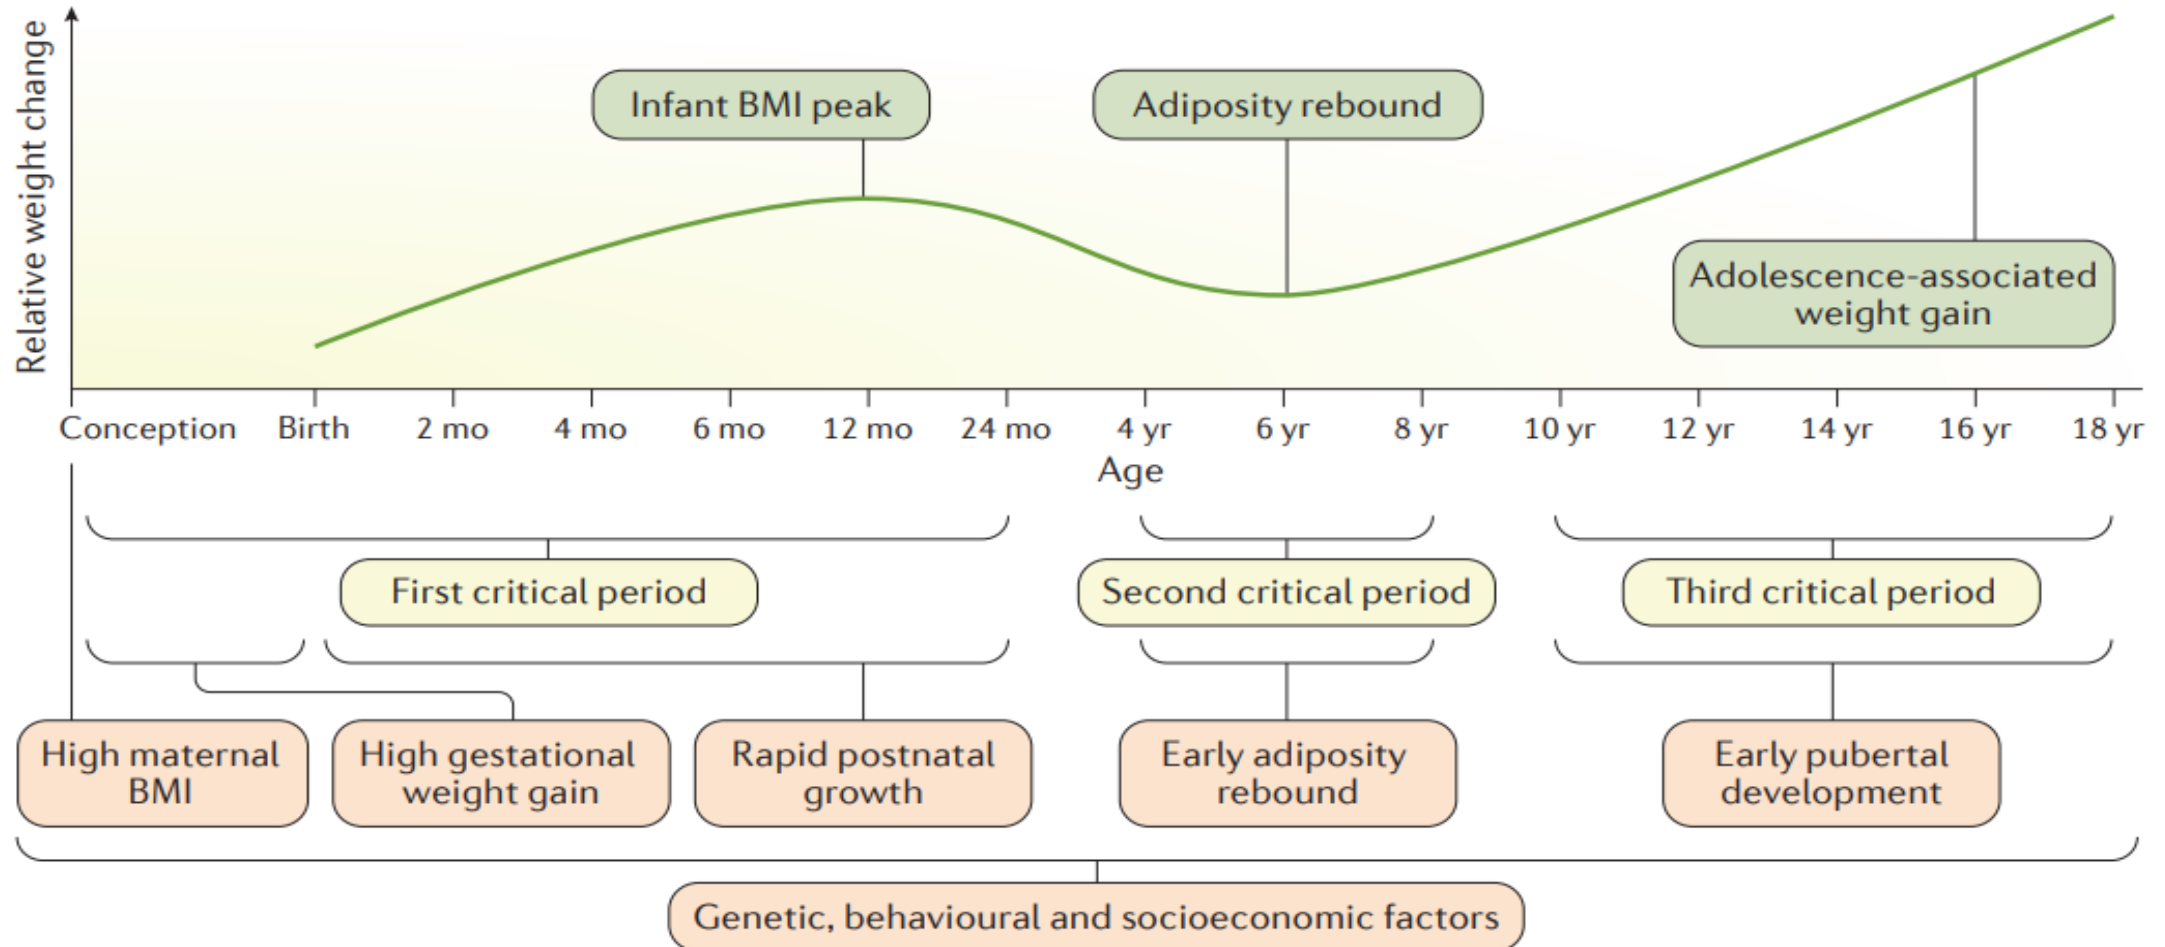 Relative weight change
Infant BMI peak
Adiposity rebound
Adolescence-associated
weight gain
Conception Birth 2 mo 4 mo 6 mo 12 mo 24 mo 4 yr 6 yr 8 yr 10 yr 12 yr 14 yr 16 yr 18 yr
Age
First critical period
Second critical period
Third critical period
High maternal
BMI
High gestational
weight gain
Rapid postnatal
growth
Early adiposity
rebound
Early pubertal
development
Genetic, behavioural and socioeconomic factors